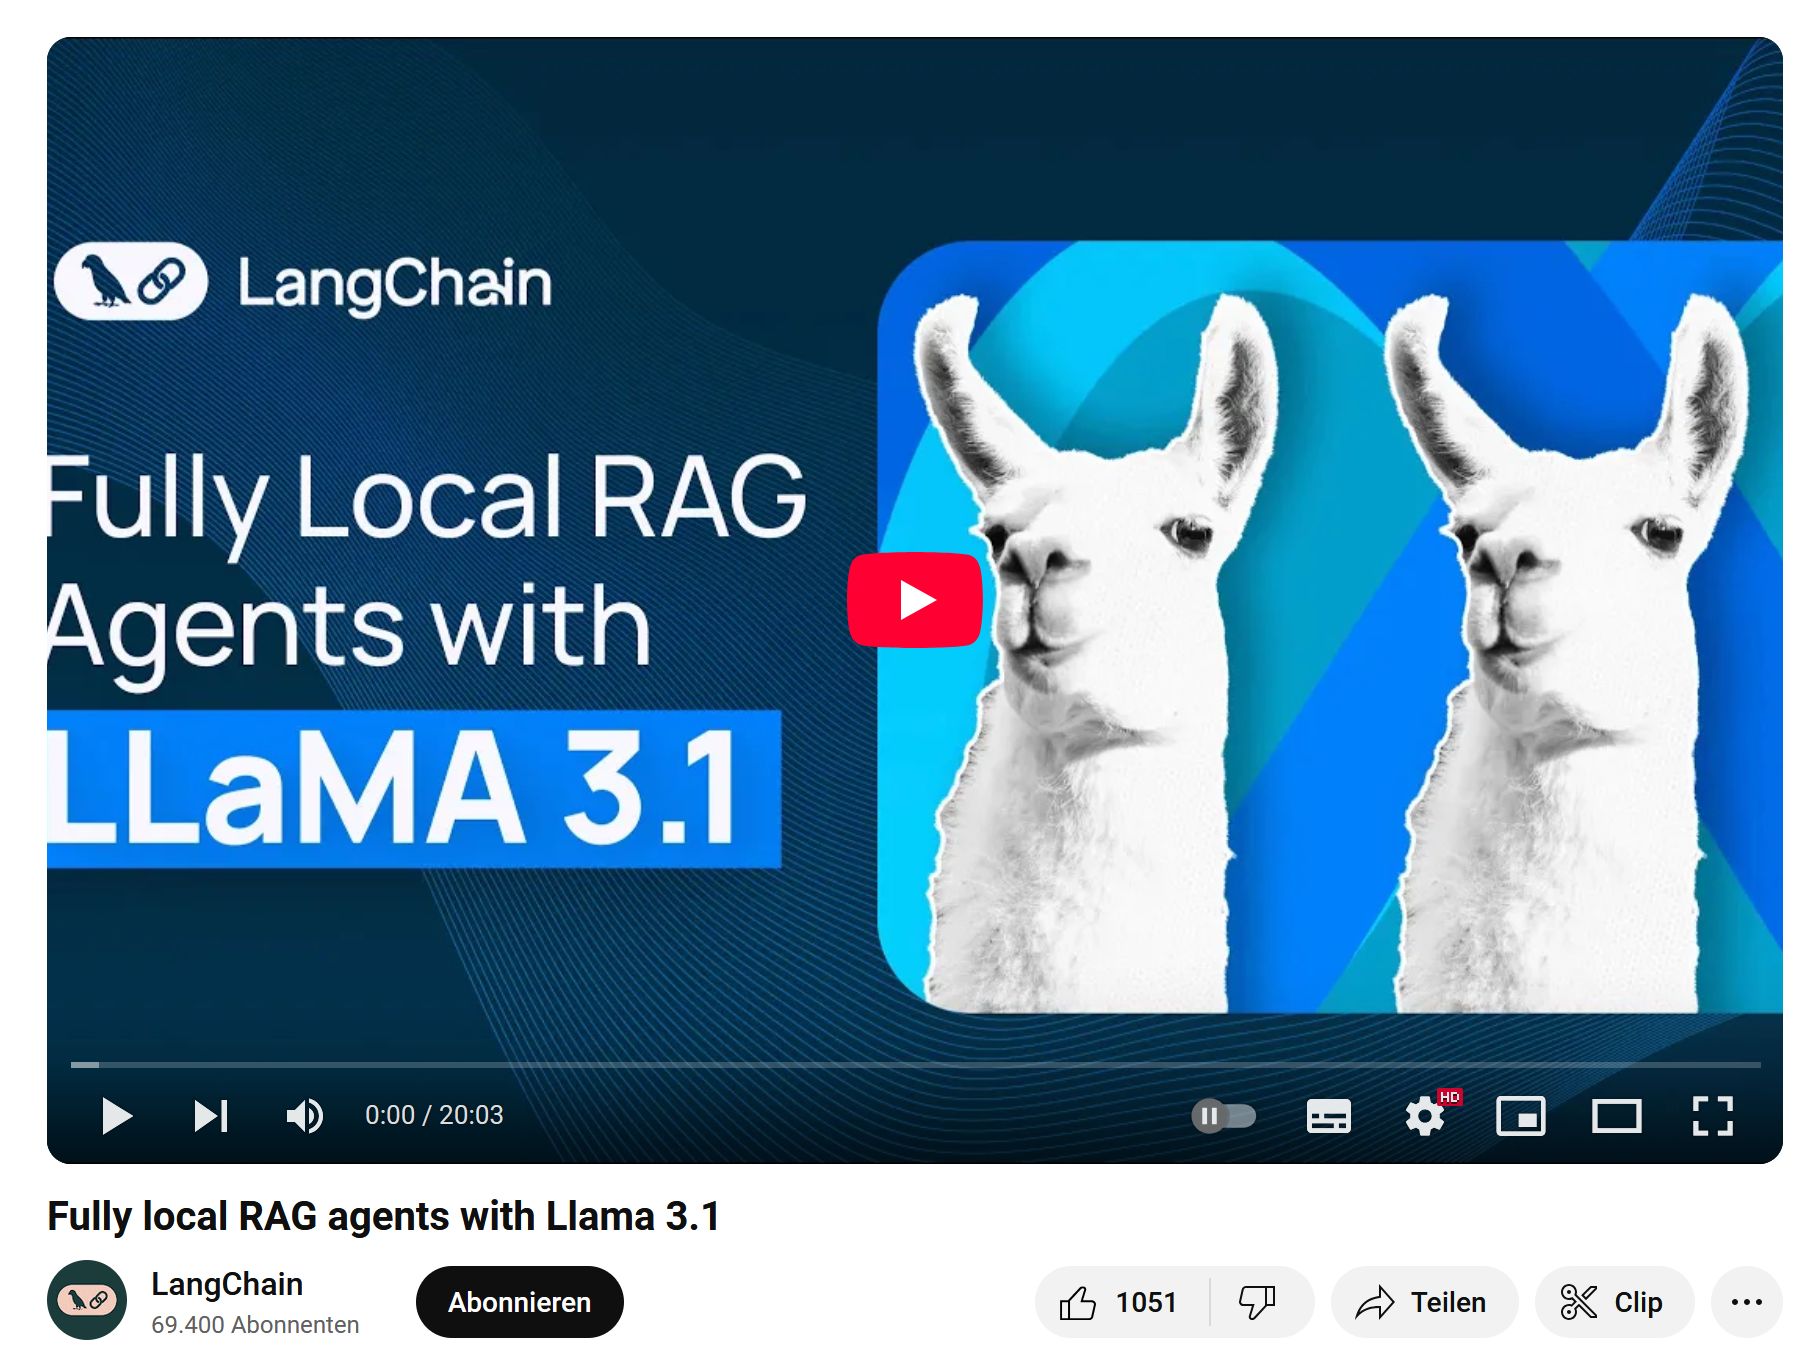 LangChain
Fully Local RAG
Agents with
LLaMA 3.1
0:00 / 20:03
HD
Fully local RAG agents with Llama 3.1
LangChain
69.400 Abonnenten
Abonnieren
1051
Teilen
Clip